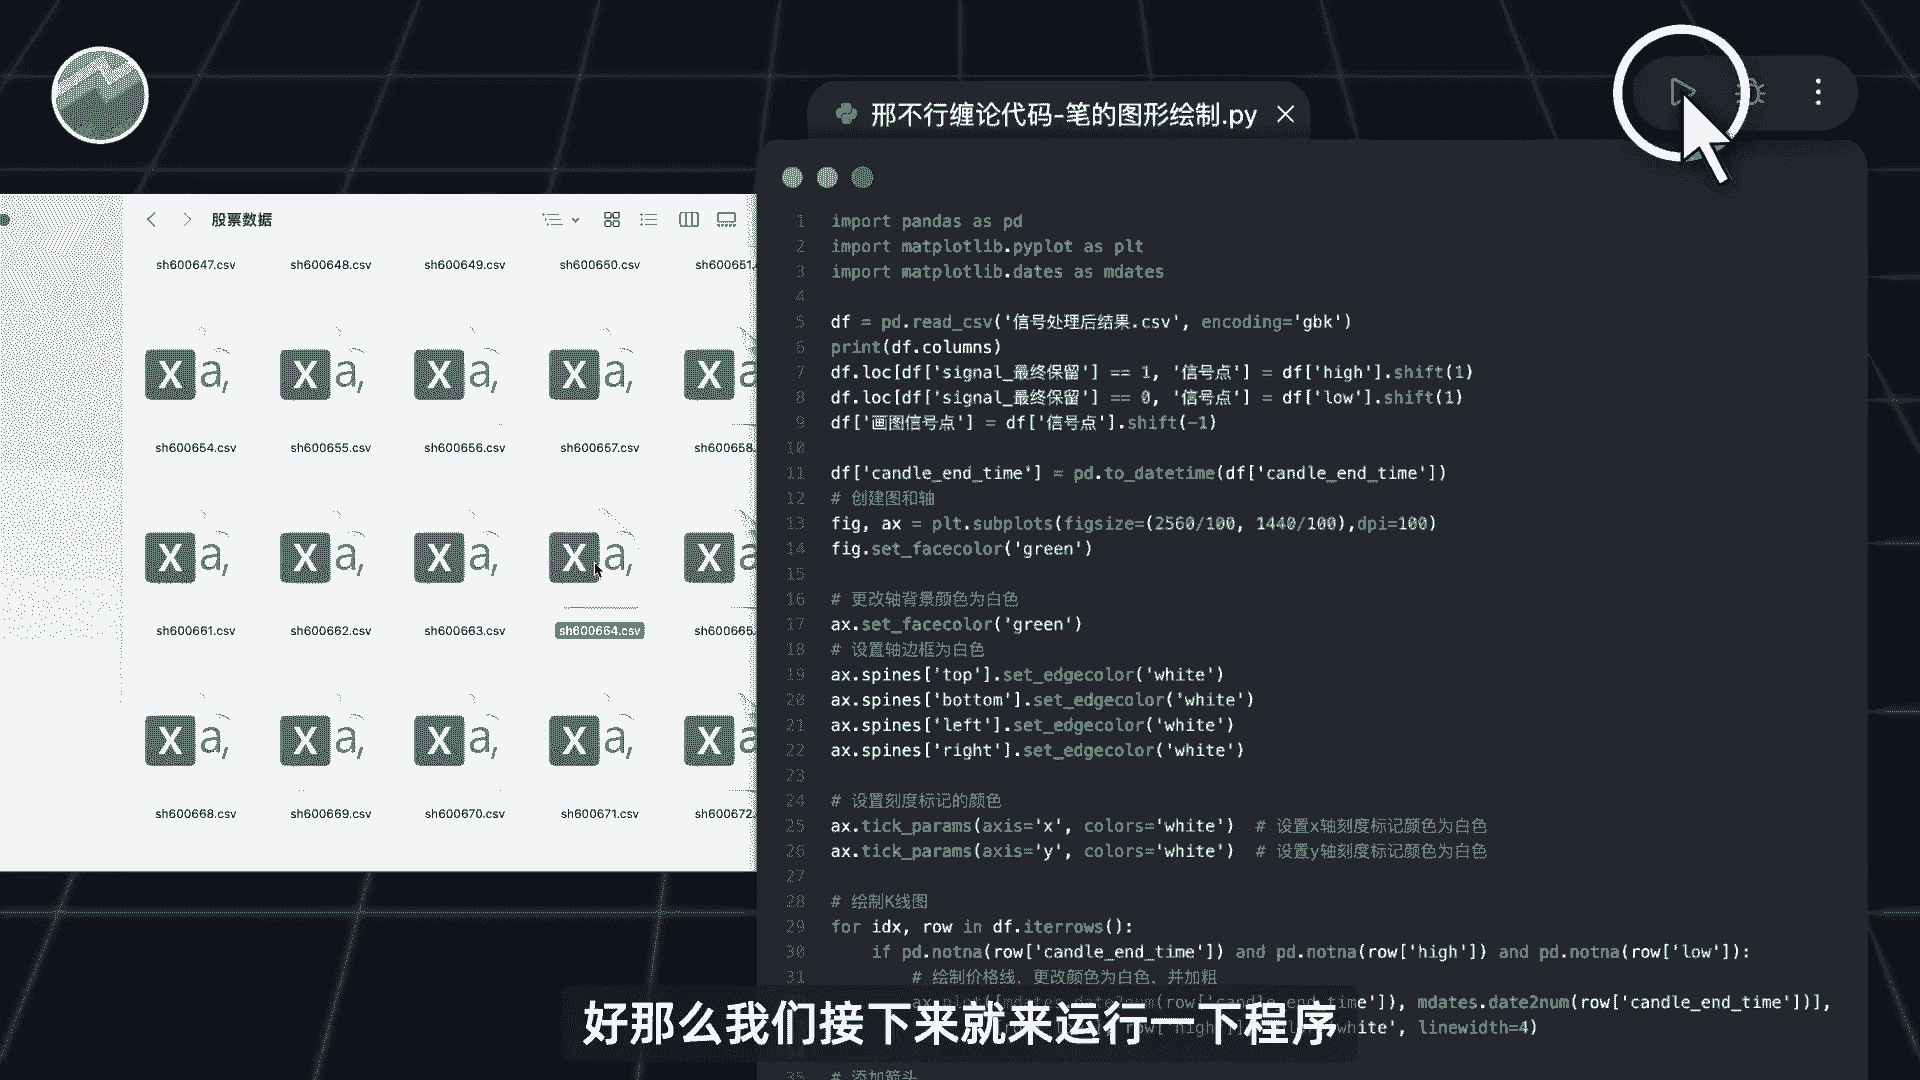 邢不行缠论代码-笔的图形绘制.py
股票数据
sh600647.csv sh600648.csv sh600649.csv sh600650.csv sh600651.
X a, X a, X a, X a, X a
sh600654.csv sh600655.csv sh600656.csv sh600657.csv sh600658.
X a, X a, X a, X a, X a
sh600661.csv sh600662.csv sh600663.csv sh600664.csv sh600665.
X a, X a, X a, X a, X a
sh600668.csv sh600669.csv sh600670.csv sh600671.csv sh600672.
1 import pandas as pd
2 import matplotlib.pyplot as plt
3 import matplotlib.dates as mdates
4
5 df = pd.read_csv('信号处理后结果.csv', encoding='gbk')
6 print(df.columns)
7 df.loc[df['signal_最终保留'] == 1, '信号点'] = df['high'].shift(1)
8 df.loc[df['signal_最终保留'] == 0, '信号点'] = df['low'].shift(1)
9 df['画图信号点'] = df['信号点'].shift(-1)
10
11 df['candle_end_time'] = pd.to_datetime(df['candle_end_time'])
12 # 创建图和轴
13 fig, ax = plt.subplots(figsize=(2560/100, 1440/100),dpi=100)
14 fig.set_facecolor('green')
15
16 # 更改轴背景颜色为白色
17 ax.set_facecolor('green')
18 # 设置轴边框为白色
19 ax.spines['top'].set_edgecolor('white')
20 ax.spines['bottom'].set_edgecolor('white')
21 ax.spines['left'].set_edgecolor('white')
22 ax.spines['right'].set_edgecolor('white')
23
24 # 设置刻度标记的颜色
25 ax.tick_params(axis='x', colors='white') # 设置x轴刻度标记颜色为白色
26 ax.tick_params(axis='y', colors='white') # 设置y轴刻度标记颜色为白色
27
28 # 绘制K线图
29 for idx, row in df.iterrows():
30 if pd.notna(row['candle_end_time']) and pd.notna(row['high']) and pd.notna(row['low']):
31 # 绘制价格线，更改颜色为白色，并加粗
ax.plot([mdates.date2num(row['candle_end_time']), mdates.date2num(row['candle_end_time'])],
row['high'] white', linewidth=4)
35 # 添加箭头
好那么我们接下来就来运行一下程序